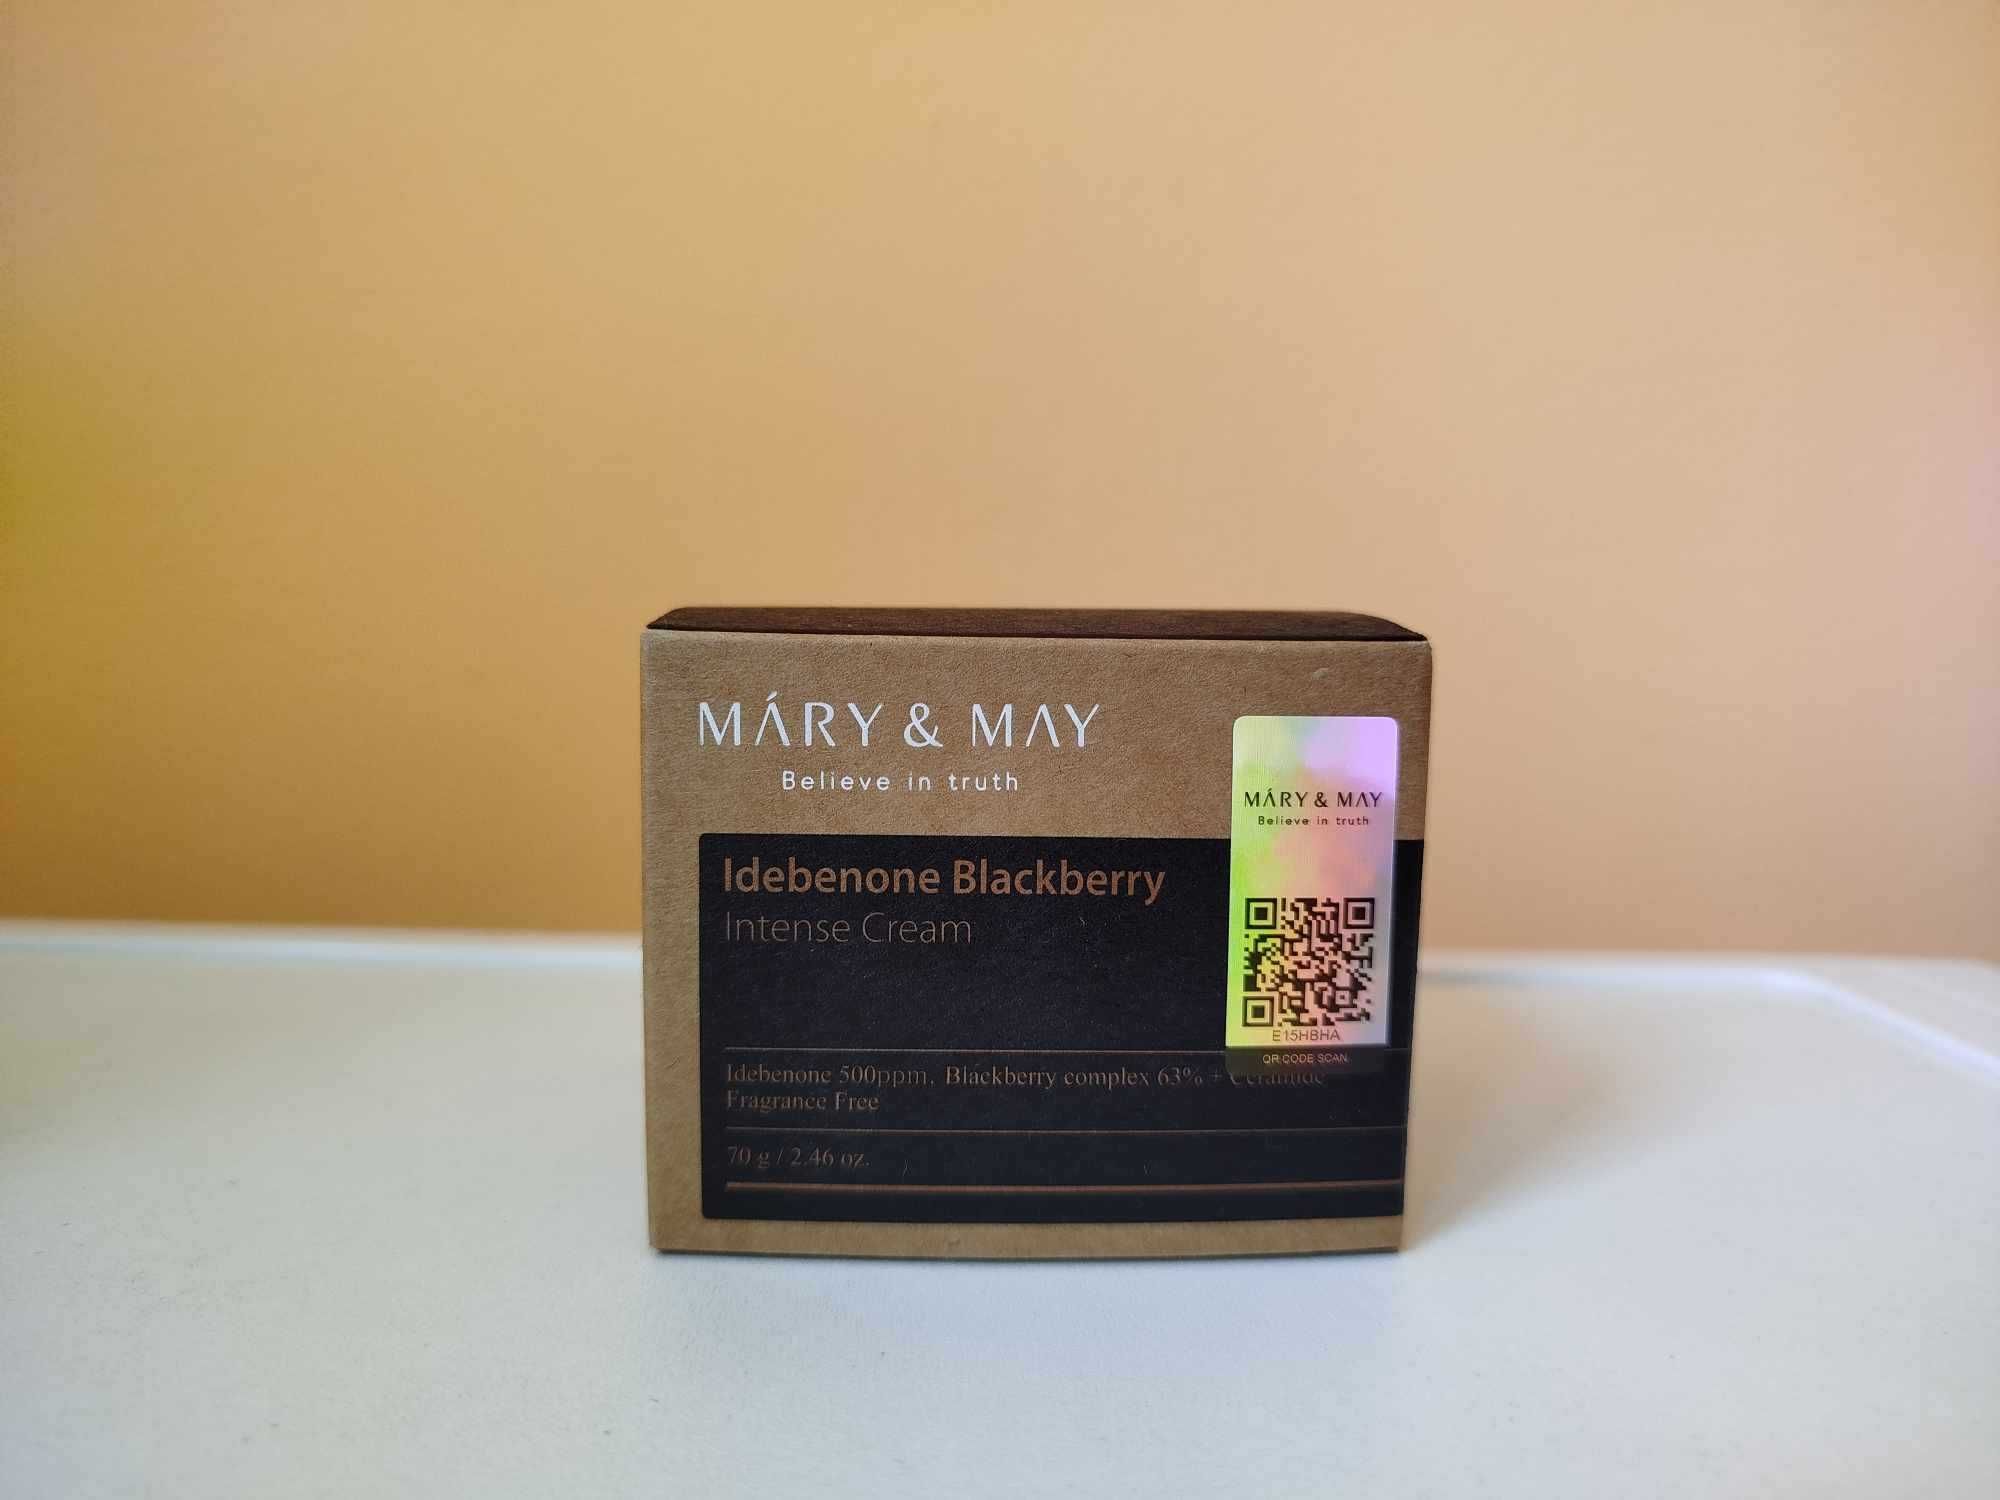 MÁRY & MAY
Believe in truth
Idebenone Blackberry
Intense Cream
Idebenone 500ppm, Blackberry complex 63% + Ceramide
Fragrance Free
70 g / 2.46 oz.
MÁRY & MAY
Believe in truth
E15HBHA
QR CODE SCAN